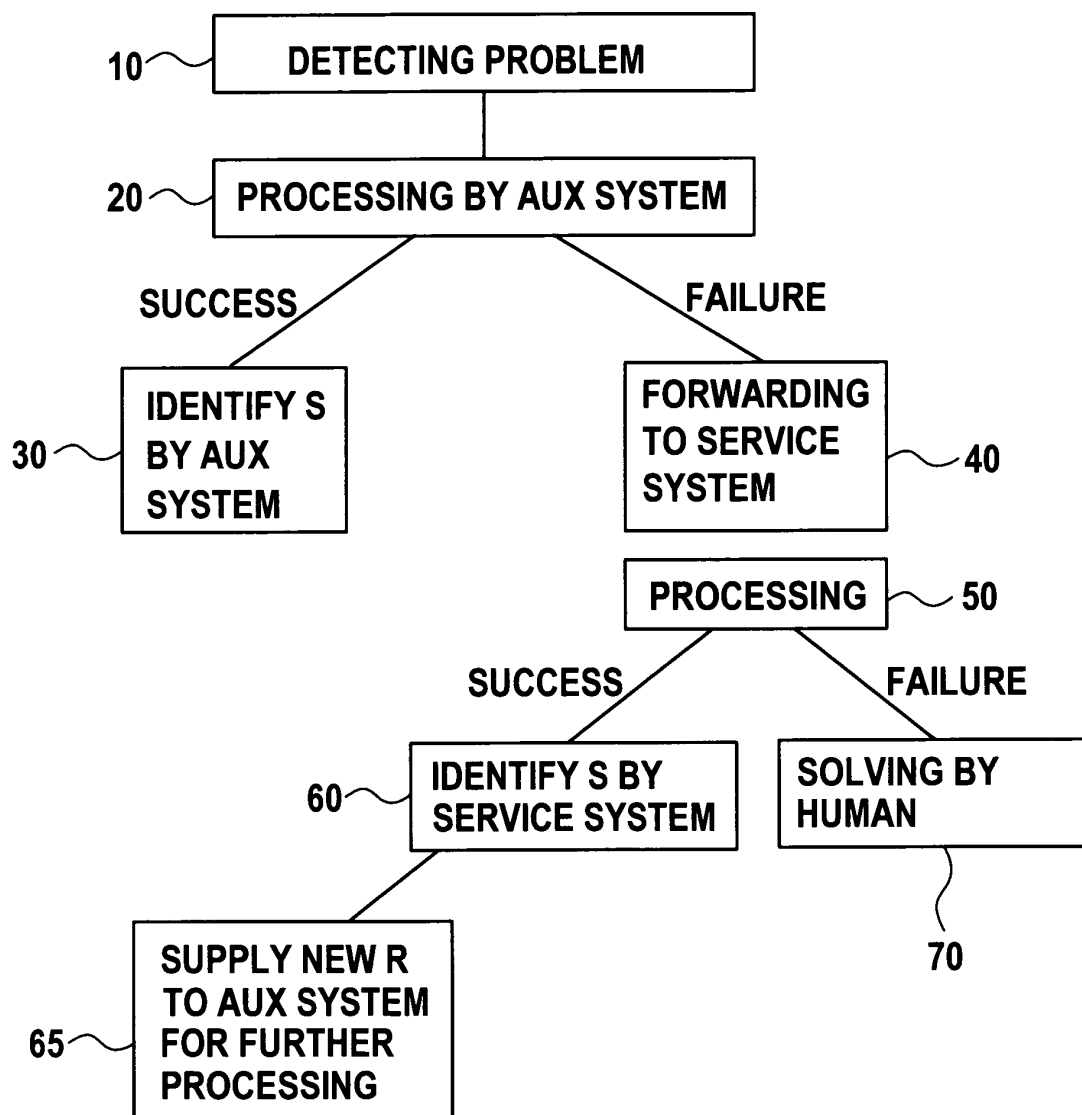 10
DETECTING PROBLEM
20
PROCESSING BY AUX SYSTEM
SUCCESS
FAILURE
30
IDENTIFY S
BY AUX
SYSTEM
FORWARDING
TO SERVICE
SYSTEM
40
PROCESSING
50
SUCCESS
FAILURE
60
IDENTIFY S BY
SERVICE SYSTEM
SOLVING BY
HUMAN
70
65
SUPPLY NEW R
TO AUX SYSTEM
FOR FURTHER
PROCESSING